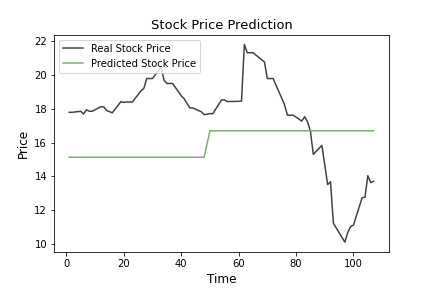 Stock Price Prediction
Real Stock Price
Predicted Stock Price
22
20
18
16
14
12
10
Price
0 20 40 60 80 100
Time